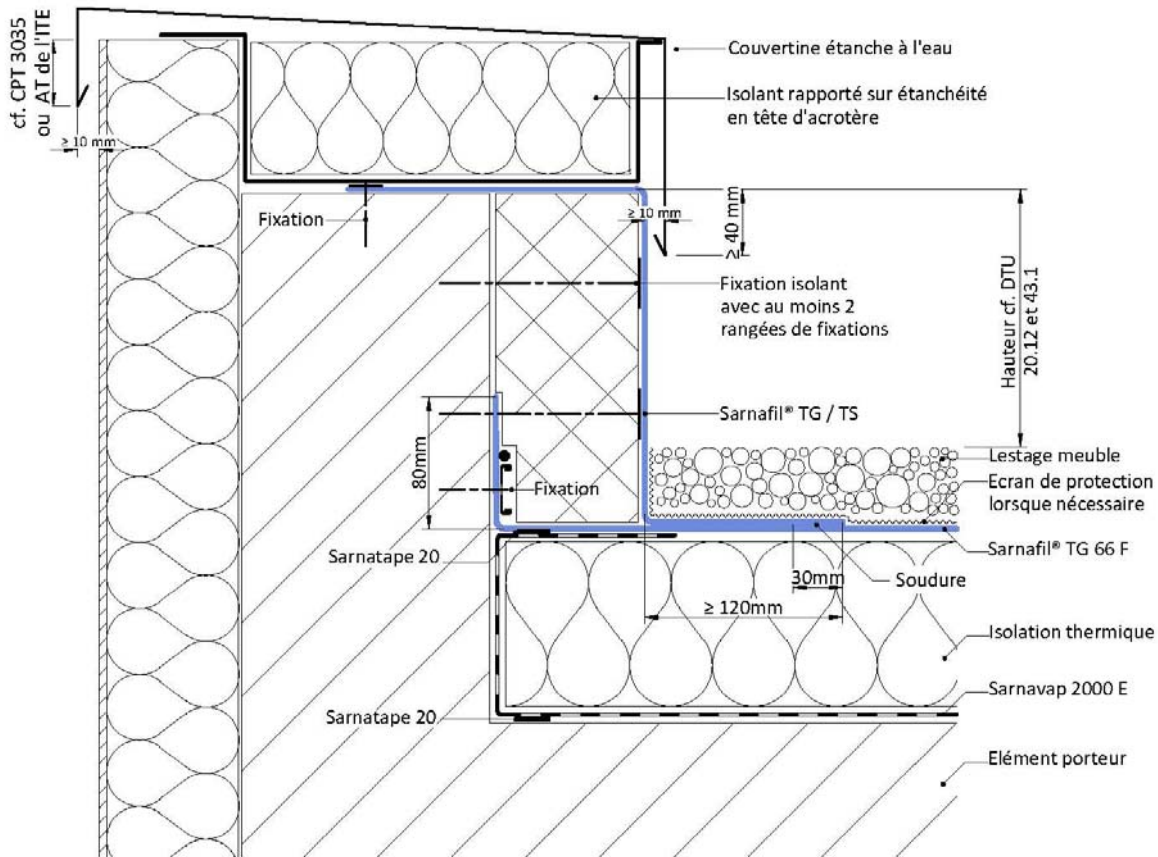 cf. CPT 3035
ou AT de l'ITE
≥ 10 mm
Couvertine étanche à l'eau
Isolant rapporté sur étanchéité
en tête d'acrotère
Fixation
≥ 10 mm
≥ 40 mm
Fixation isolant
avec au moins 2
rangées de fixations
Hauteur cf. DTU
20.12 et 43.1
Sarnafil® TG / TS
80mm
Fixation
Lestage meuble
Ecran de protection
lorsque nécessaire
Sarnatape 20
Sarnafil® TG 66 F
30mm
Soudure
≥ 120mm
Isolation thermique
Sarnavap 2000 E
Sarnatape 20
Elément porteur